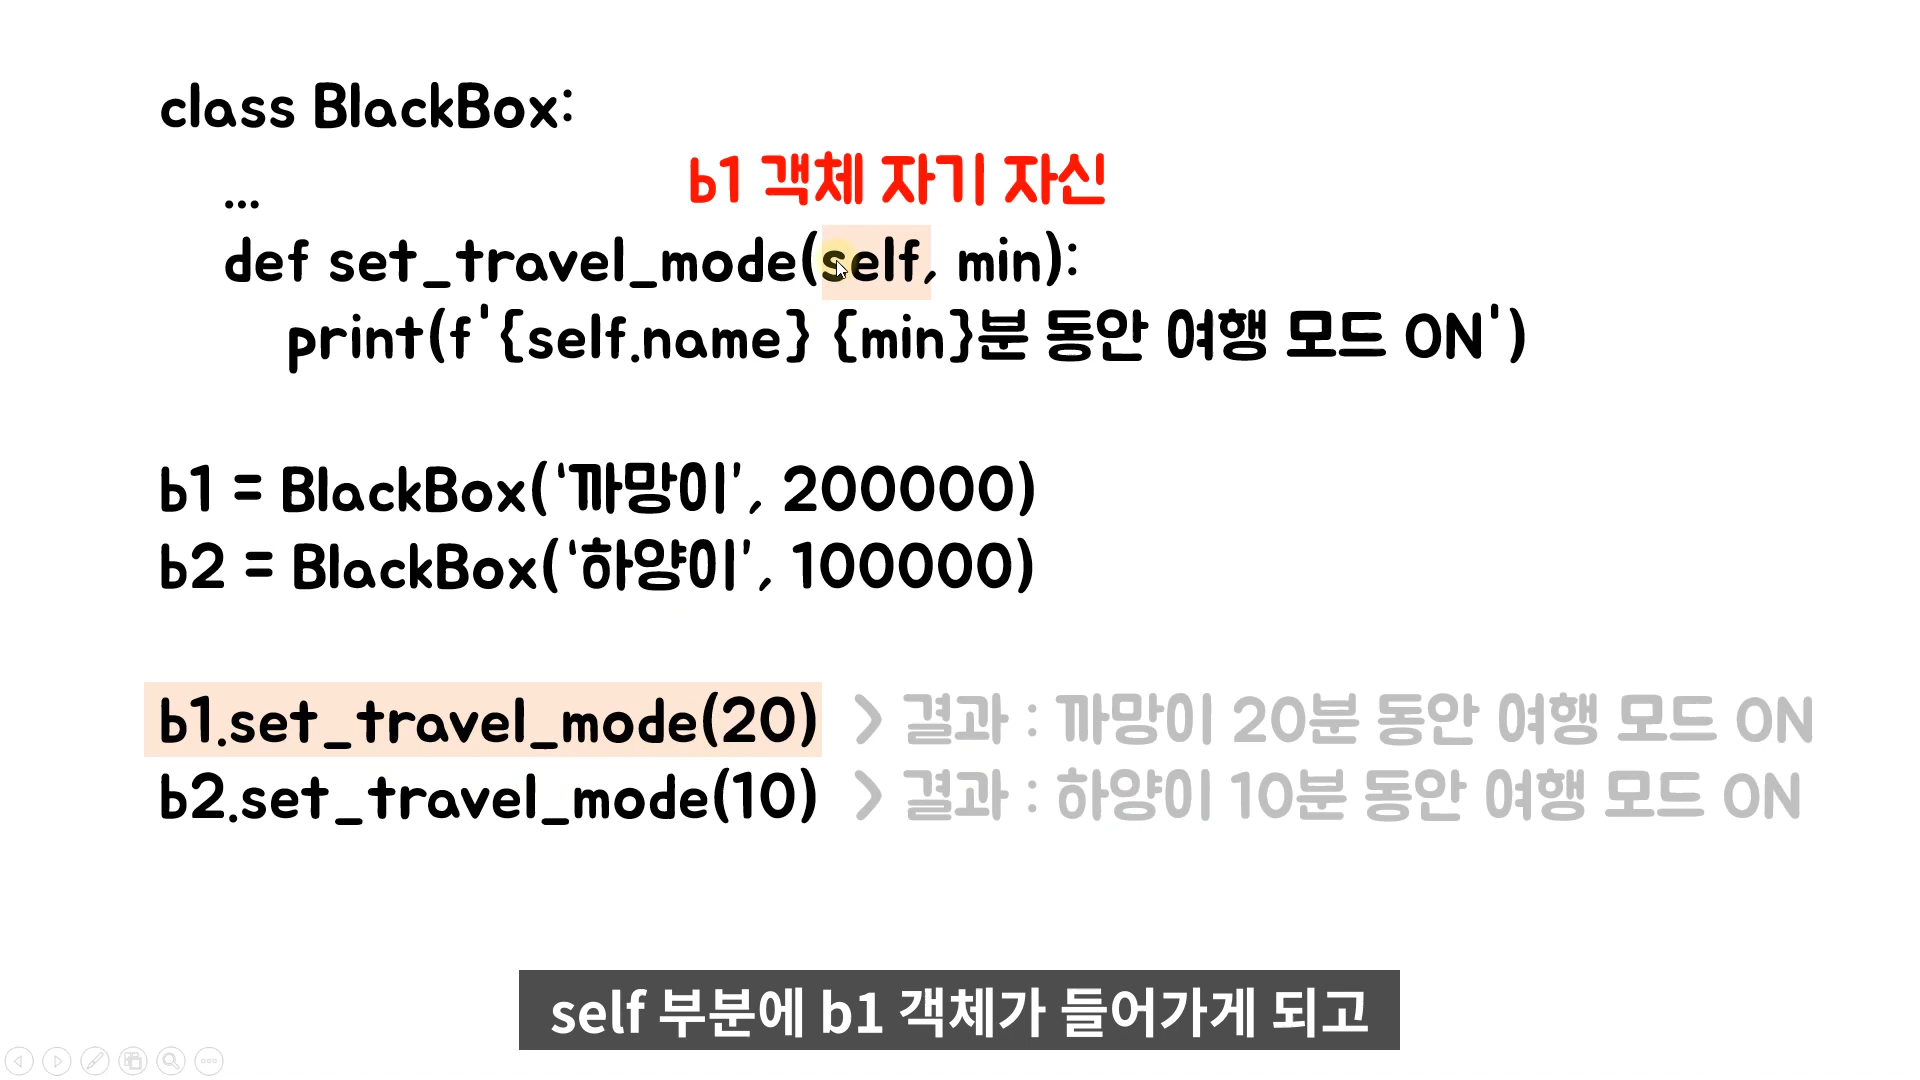 class BlackBox:
b1 객체 자기 자신
...
def set_travel_mode(self, min):
print(f'{self.name} {min}분 동안 여행 모드 ON')
b1 = BlackBox('까망이', 200000)
b2 = BlackBox('하양이', 100000)
b1.set_travel_mode(20) > 결과 : 까망이 20분 동안 여행 모드 ON
b2.set_travel_mode(10) > 결과 : 하양이 10분 동안 여행 모드 ON
self 부분에 b1 객체가 들어가게 되고